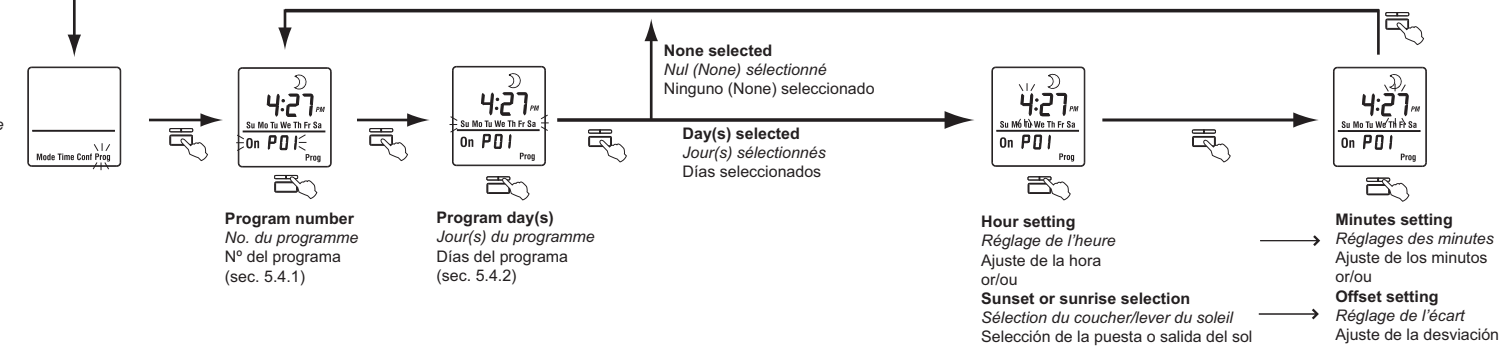 None selected
Nul (None) sélectionné
Ninguno (None) seleccionado
Day(s) selected
Jour(s) sélectionnés
Días seleccionados
e
Mode Time Conf Prog
4:27 PM
Su Mo Tu We Th Fr Sa
On P01
Prog
Program number
No. du programme
Nº del programa
(sec. 5.4.1)
4:27 PM
Su Mo Tu We Th Fr Sa
On P01
Prog
Program day(s)
Jour(s) du programme
Días del programa
(sec. 5.4.2)
4:27 PM
Su Mo Tu We Th Fr Sa
On P01
Prog
Hour setting
Réglage de l'heure
Ajuste de la hora
or/ou
Sunset or sunrise selection
Sélection du coucher/lever du soleil
Selección de la puesta o salida del sol
4:27 PM
Su Mo Tu We Th Fr Sa
On P01
Prog
Minutes setting
Réglages des minutes
Ajuste de los minutos
or/ou
Offset setting
Réglage de l'écart
Ajuste de la desviación